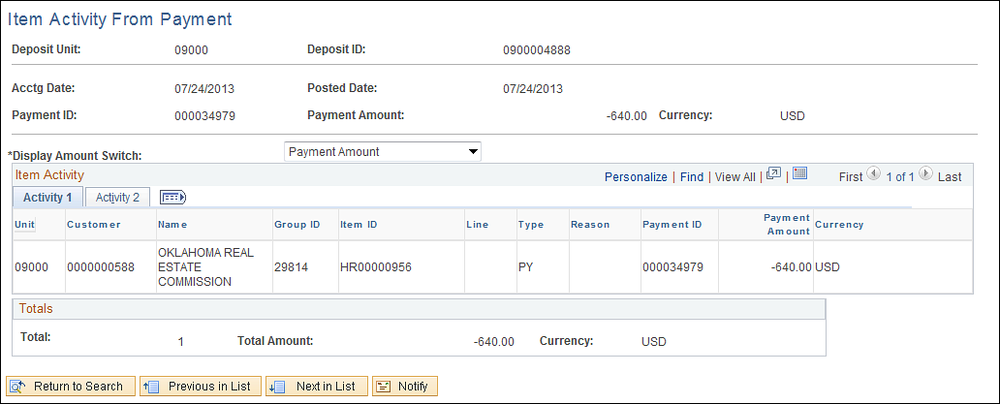 Item Activity From Payment
Deposit Unit: 09000 Deposit ID: 0900004888
Acctg Date: 07/24/2013 Posted Date: 07/24/2013
Payment ID: 000034979 Payment Amount: -640.00 Currency: USD
*Display Amount Switch: Payment Amount
Item Activity Personalize | Find | View All | | First 1 of 1 Last
Activity 1 Activity 2
Unit Customer Name Group ID Item ID Line Type Reason Payment ID Payment Amount Currency
09000 0000000588 OKLAHOMA REAL ESTATE COMMISSION 29814 HR00000956 PY 000034979 -640.00 USD
Totals
Total: 1 Total Amount: -640.00 Currency: USD
Return to Search Previous in List Next in List Notify